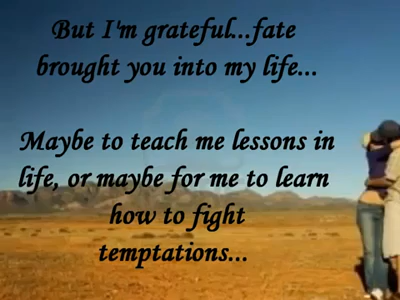 But I'm grateful...fate
brought you into my life...
Maybe to teach me lessons in
life, or maybe for me to learn
how to fight
temptations...